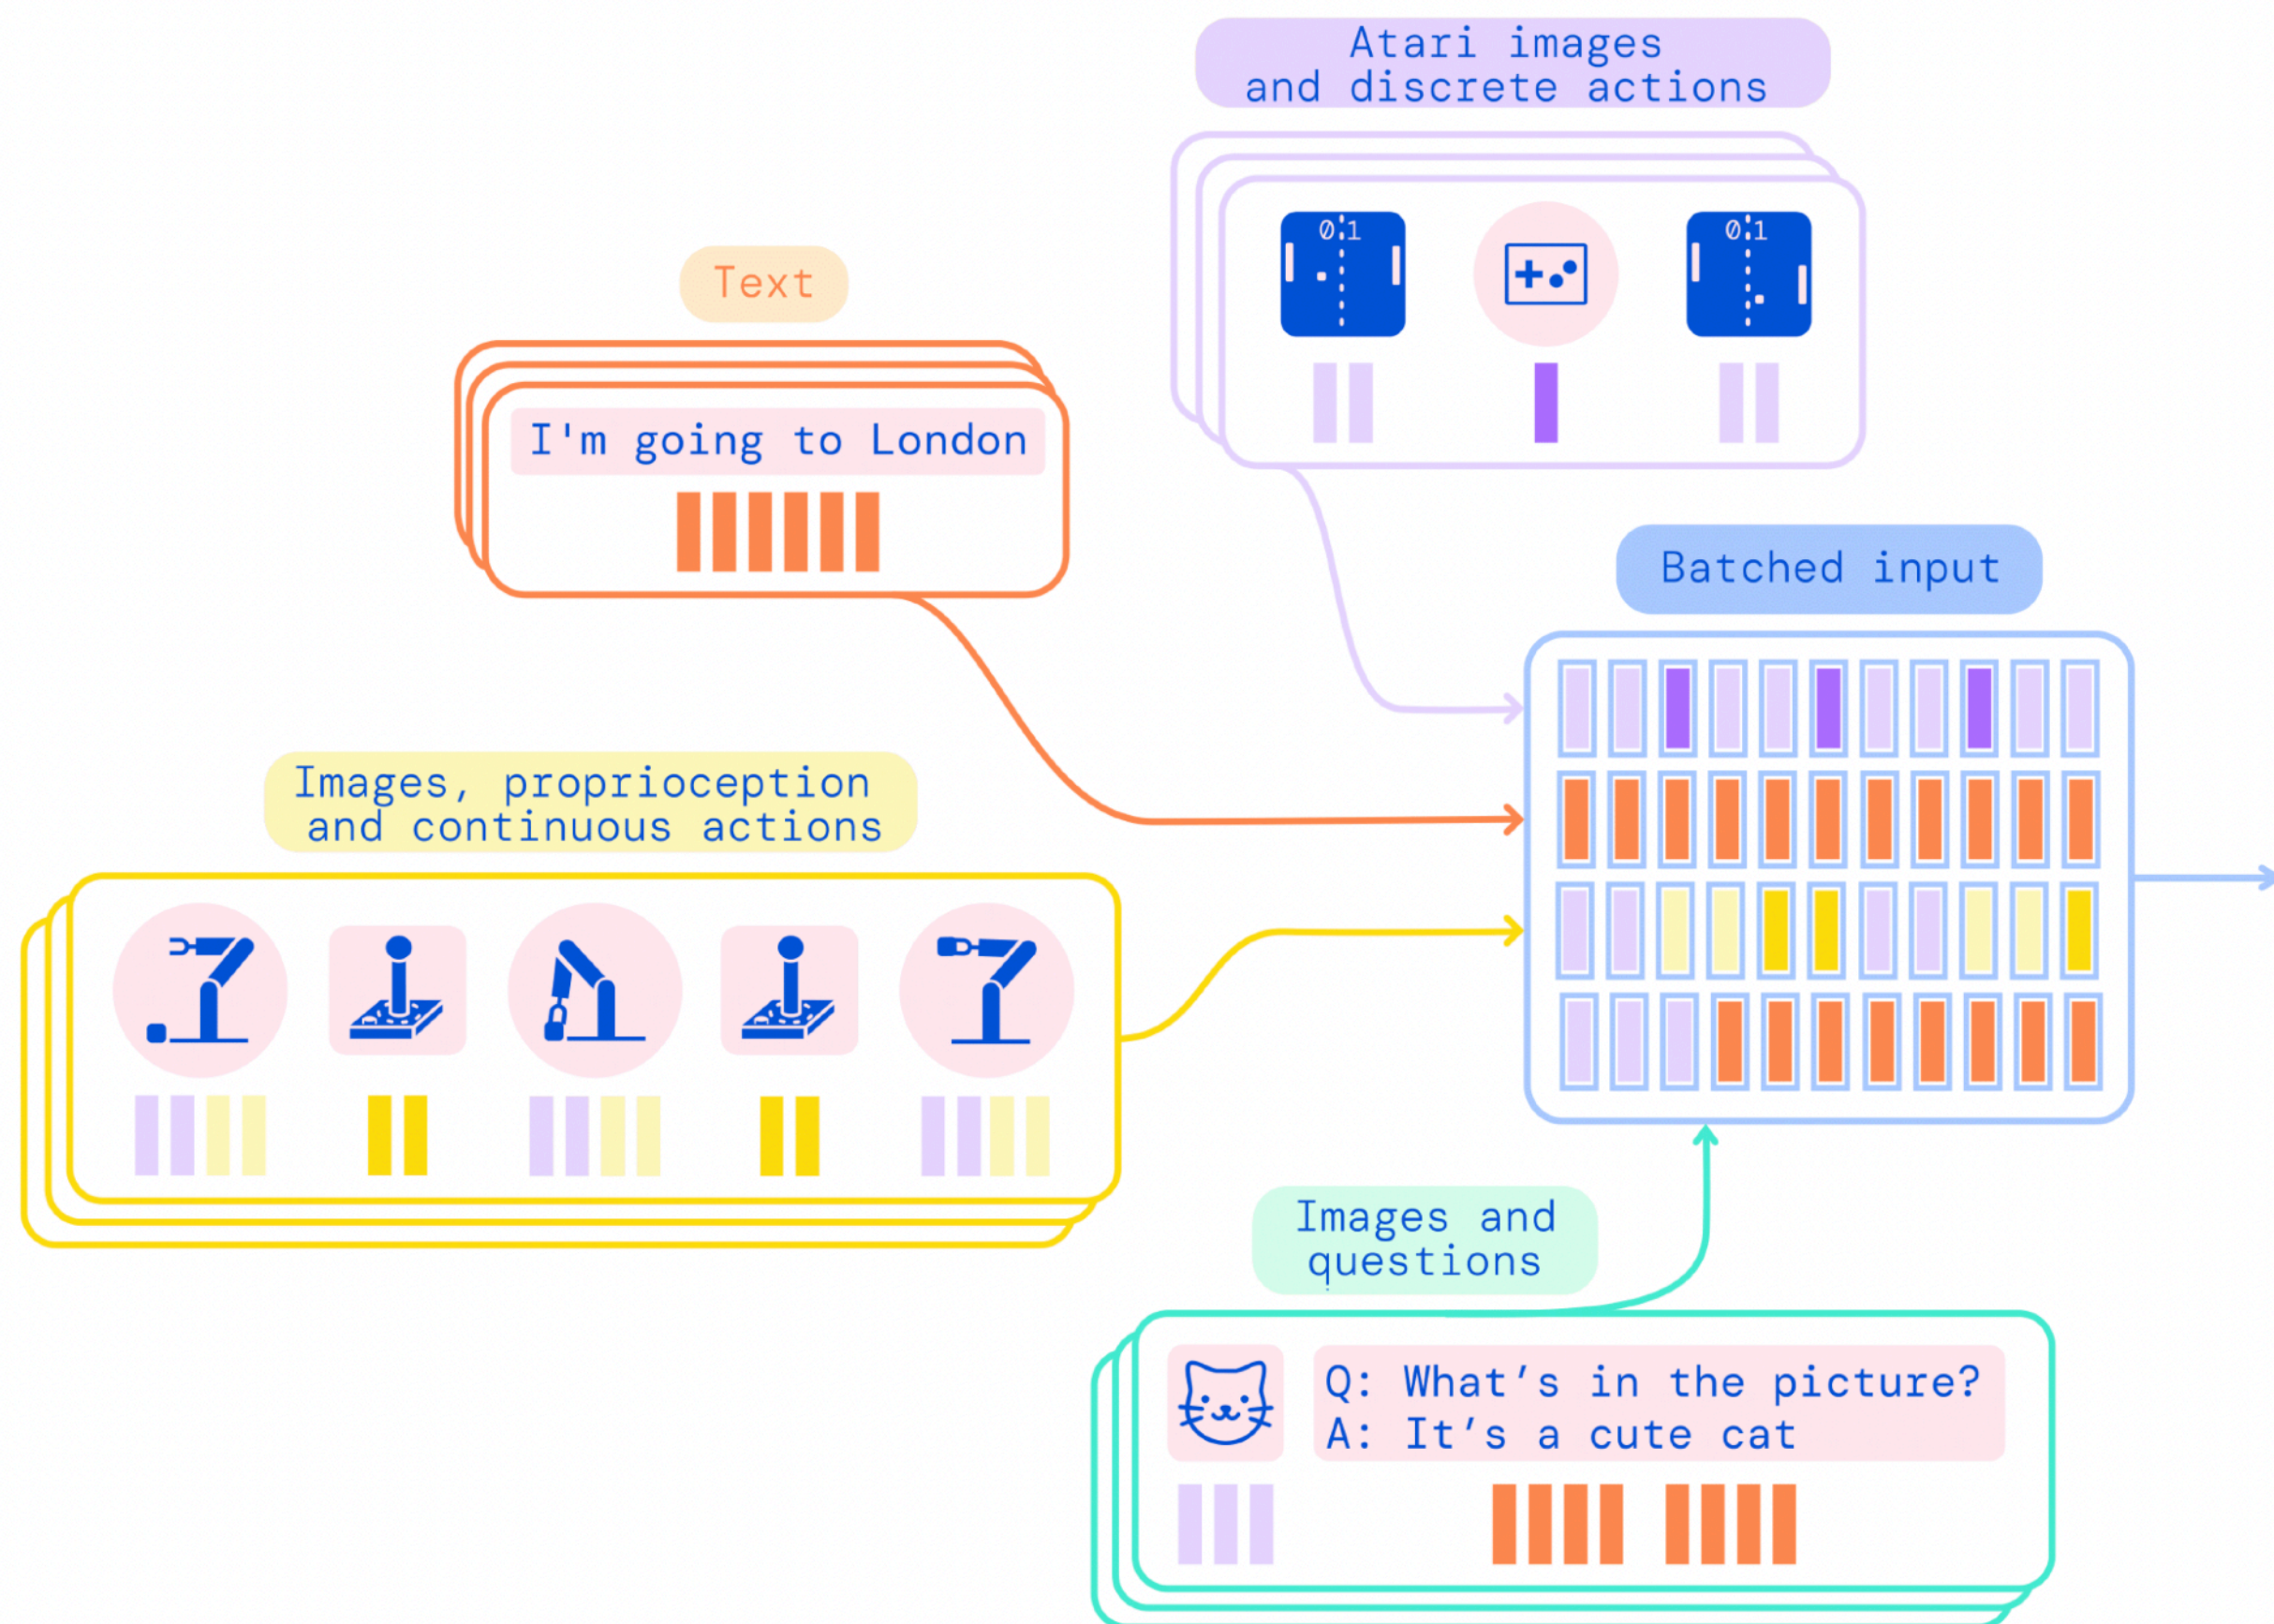 Atari images
and discrete actions
0 1
0 1
Text
I'm going to London
Batched input
Images, proprioception
and continuous actions
Images and
questions
Q: What's in the picture?
A: It's a cute cat